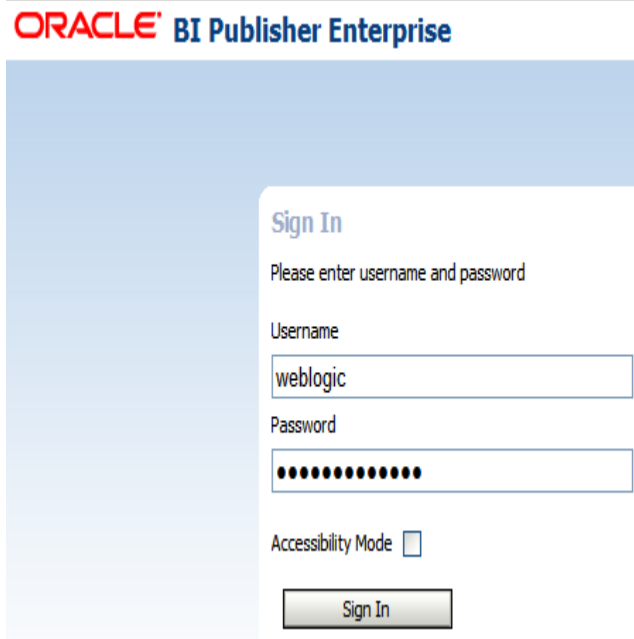 ORACLE BI Publisher Enterprise
Sign In
Please enter username and password
Username
weblogic
Password
●●●●●●●●●●●●●
Accessibility Mode
Sign In